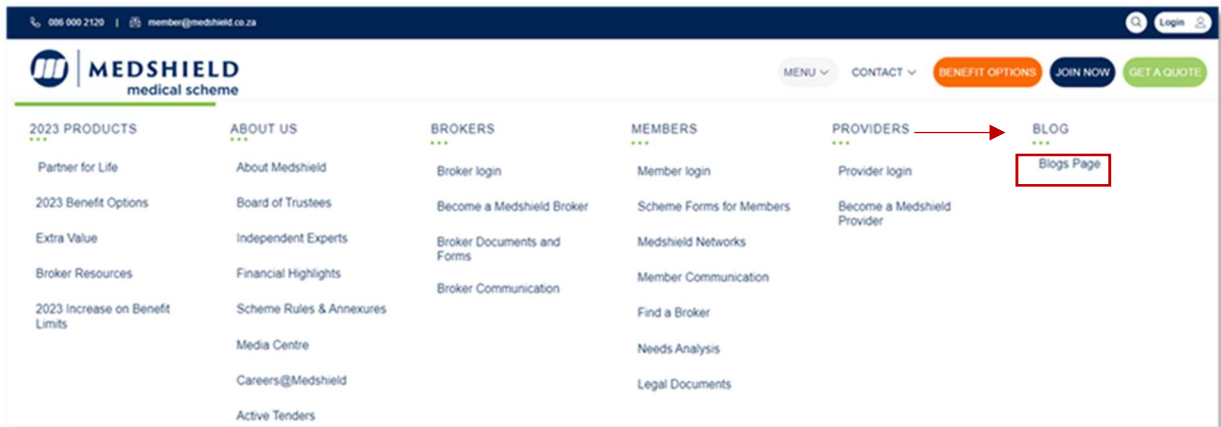 086 000 2120 | member@medshield.co.za
Login
MEDSHIELD
medical scheme
MENU
CONTACT
BENEFIT OPTIONS
JOIN NOW
GET A QUOTE
2023 PRODUCTS
Partner for Life
2023 Benefit Options
Extra Value
Broker Resources
2023 Increase on Benefit
Limits
ABOUT US
About Medshield
Board of Trustees
Independent Experts
Financial Highlights
Scheme Rules & Annexures
Media Centre
Careers@Medshield
Active Tenders
BROKERS
Broker login
Become a Medshield Broker
Broker Documents and
Forms
Broker Communication
MEMBERS
Member login
Scheme Forms for Members
Medshield Networks
Member Communication
Find a Broker
Needs Analysis
Legal Documents
PROVIDERS
Provider login
Become a Medshield
Provider
BLOG
Blogs Page